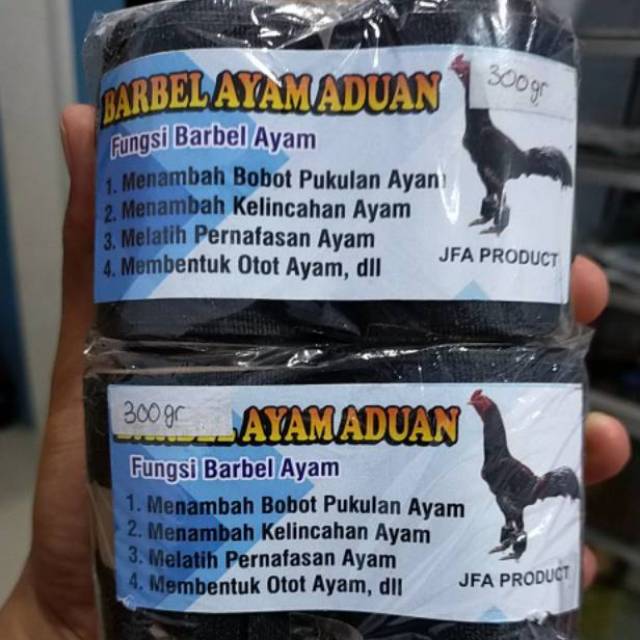 BARBEL AYAM ADUAN
300gr
Fungsi Barbel Ayam
1. Menambah Bobot Pukulan Ayam
2. Menambah Kelincahan Ayam
3. Melatih Pernafasan Ayam
4. Membentuk Otot Ayam, dll
JFA PRODUCT
300gr
AYAM ADUAN
Fungsi Barbel Ayam
1. Menambah Bobot Pukulan Ayam
2. Menambah Kelincahan Ayam
3. Melatih Pernafasan Ayam
4. Membentuk Otot Ayam, dll
JFA PRODUCT